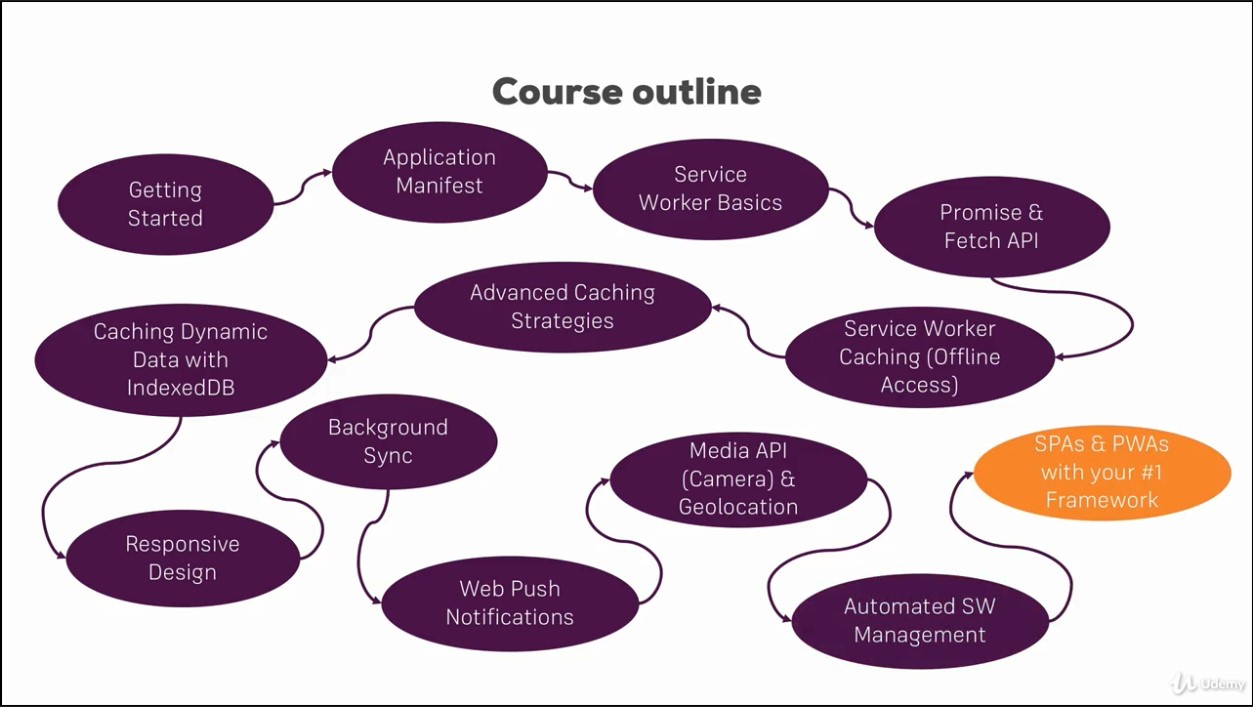 Course outline
Getting
Started
Application
Manifest
Service
Worker Basics
Promise &
Fetch API
Service Worker
Caching (Offline
Access)
Advanced Caching
Strategies
Caching Dynamic
Data with
IndexedDB
Responsive
Design
Background
Sync
Web Push
Notifications
Media API
(Camera) &
Geolocation
Automated SW
Management
SPAs & PWAs
with your #1
Framework
Udemy